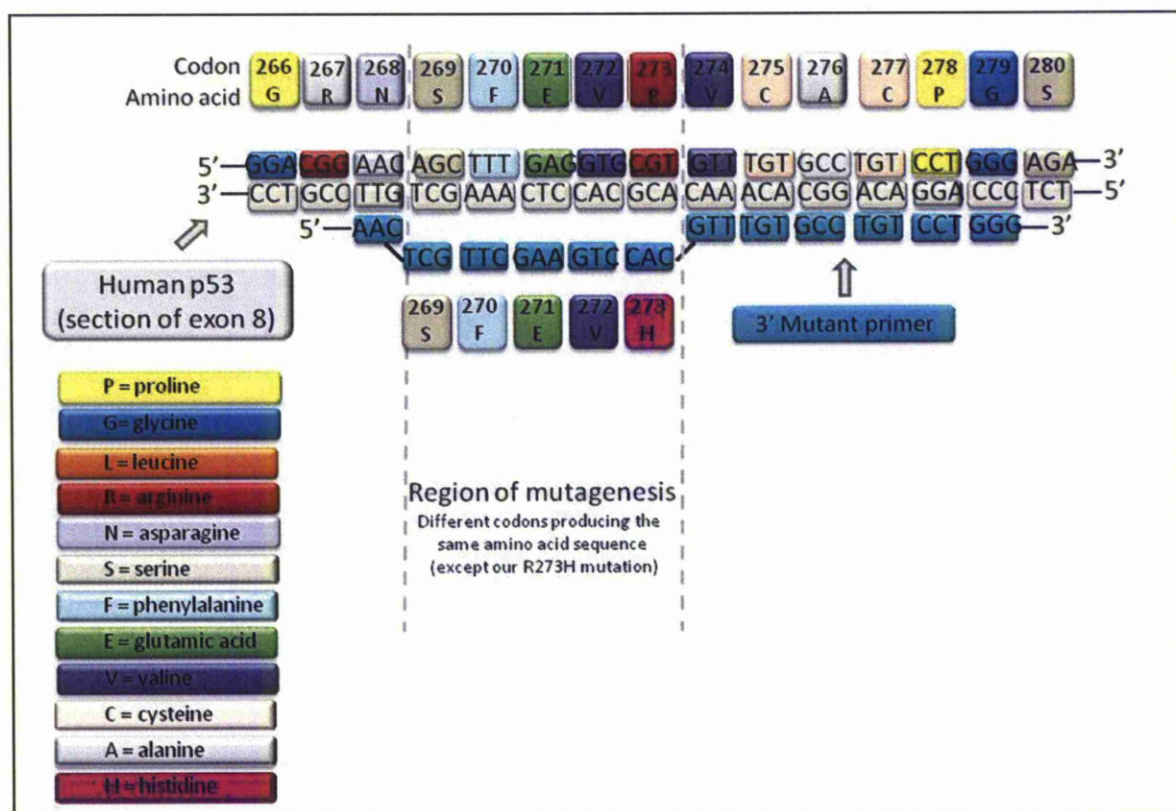 Codon 266 267 268 269 270 271 272 273 274 275 276 277 278 279 280
Amino acid G R N S F E V R V C A C P G S
5’ GGA CGG AAC AGC TTT GAG GTG CGT GTT TGT GCC TGT CCT GGG AGA 3’
3’ CCT GCC TTG TCG AAA CTC CAC GCA CAA ACA CGG ACA GGA CCC TCT 5’
5’ AAC TCG TTC GAA GTC CAC GTT TGT GCC TGT CCT GGG 3’
269 270 271 272 273
S F E V H
Human p53
(section of exon 8)
3’ Mutant primer
P = proline
G= glycine
L = leucine
R = arginine
N = asparagine
S = serine
F = phenylalanine
E = glutamic acid
V = valine
C = cysteine
A = alanine
H = histidine
Region of mutagenesis
Different codons producing the
same amino acid sequence
(except our R273H mutation)